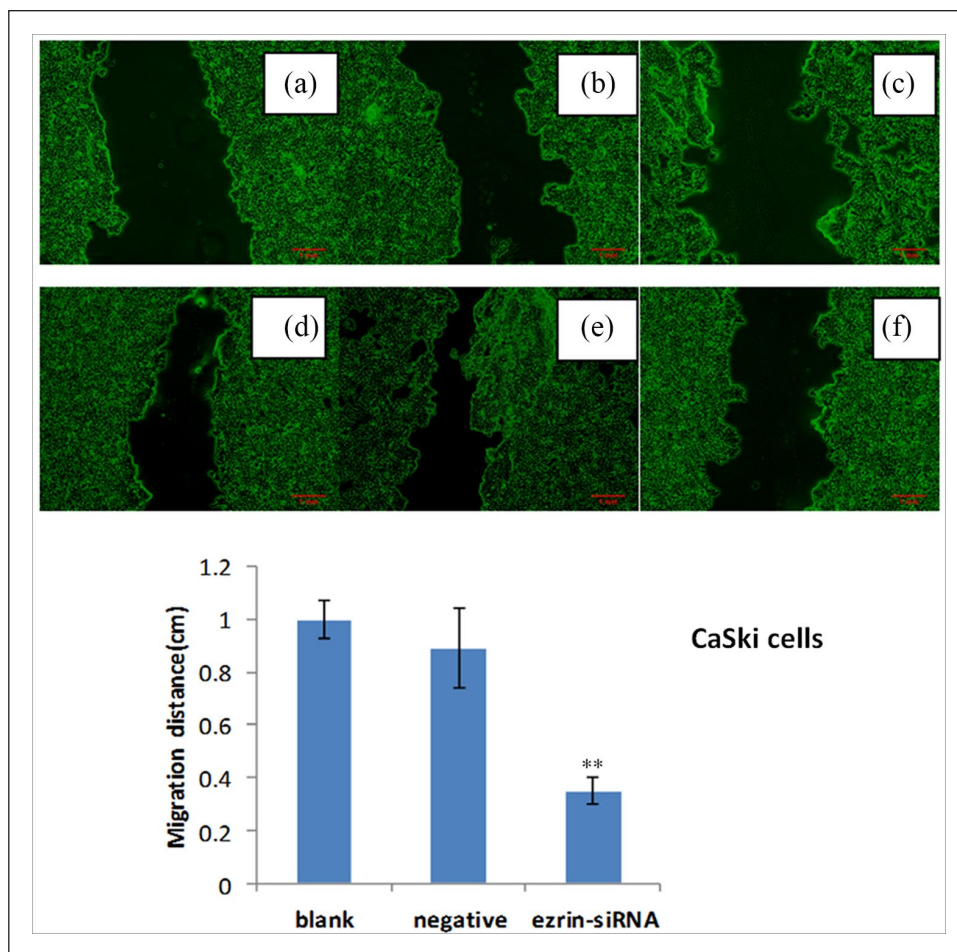 (a)
(b)
(c)
(d)
(e)
(f)
Migration distance(cm)
1.2
1
0.8
0.6
0.4
0.2
0
**
CaSki cells
blank negative ezrin-siRNA